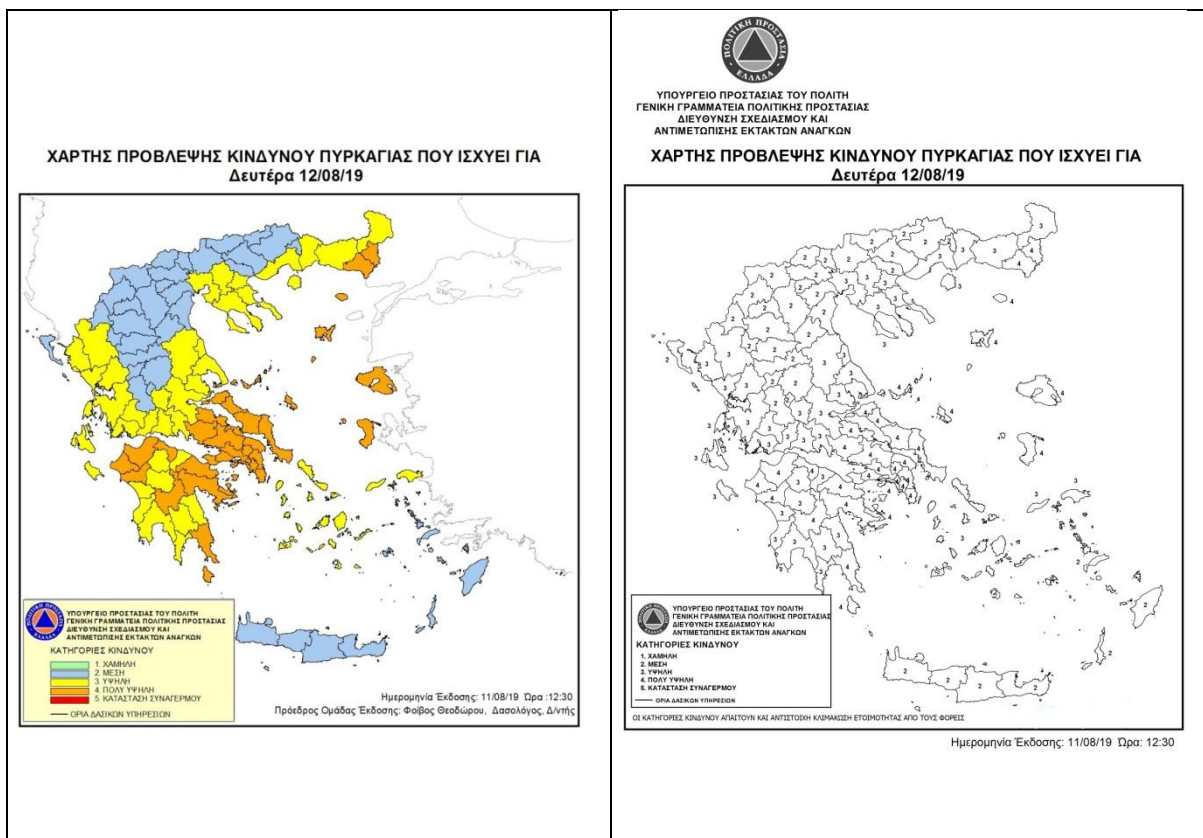 ΧΑΡΤΗΣ ΠΡΟΒΛΕΨΗΣ ΚΙΝΔΥΝΟΥ ΠΥΡΚΑΓΙΑΣ ΠΟΥ ΙΣΧΥΕΙ ΓΙΑ
Δευτέρα 12/08/19
ΠΟΛΙΤΙΚΗ ΠΡΟΣΤΑΣΙΑ
ΕΛΛΑΔΑ
ΥΠΟΥΡΓΕΙΟ ΠΡΟΣΤΑΣΙΑΣ ΤΟΥ ΠΟΛΙΤΗ
ΓΕΝΙΚΗ ΓΡΑΜΜΑΤΕΙΑ ΠΟΛΙΤΙΚΗΣ ΠΡΟΣΤΑΣΙΑΣ
ΔΙΕΥΘΥΝΣΗ ΣΧΕΔΙΑΣΜΟΥ ΚΑΙ
ΑΝΤΙΜΕΤΩΠΙΣΗΣ ΕΚΤΑΚΤΩΝ ΑΝΑΓΚΩΝ
ΚΑΤΗΓΟΡΙΕΣ ΚΙΝΔΥΝΟΥ
1. ΧΑΜΗΛΗ
2. ΜΕΣΗ
3. ΥΨΗΛΗ
4. ΠΟΛΥ ΥΨΗΛΗ
5. ΚΑΤΑΣΤΑΣΗ ΣΥΝΑΓΕΡΜΟΥ
ΟΡΙΑ ΔΑΣΙΚΩΝ ΥΠΗΡΕΣΙΩΝ
Ημερομηνία Έκδοσης: 11/08/19 Ώρα :12:30
Πρόεδρος Ομάδας Έκδοσης: Φοίβος Θεοδώρου, Δασολόγος, Δ/ντής
ΠΟΛΙΤΙΚΗ ΠΡΟΣΤΑΣΙΑ
ΕΛΛΑΔΑ
ΥΠΟΥΡΓΕΙΟ ΠΡΟΣΤΑΣΙΑΣ ΤΟΥ ΠΟΛΙΤΗ
ΓΕΝΙΚΗ ΓΡΑΜΜΑΤΕΙΑ ΠΟΛΙΤΙΚΗΣ ΠΡΟΣΤΑΣΙΑΣ
ΔΙΕΥΘΥΝΣΗ ΣΧΕΔΙΑΣΜΟΥ ΚΑΙ
ΑΝΤΙΜΕΤΩΠΙΣΗΣ ΕΚΤΑΚΤΩΝ ΑΝΑΓΚΩΝ
ΧΑΡΤΗΣ ΠΡΟΒΛΕΨΗΣ ΚΙΝΔΥΝΟΥ ΠΥΡΚΑΓΙΑΣ ΠΟΥ ΙΣΧΥΕΙ ΓΙΑ
Δευτέρα 12/08/19
ΥΠΟΥΡΓΕΙΟ ΠΡΟΣΤΑΣΙΑΣ ΤΟΥ ΠΟΛΙΤΗ
ΓΕΝΙΚΗ ΓΡΑΜΜΑΤΕΙΑ ΠΟΛΙΤΙΚΗΣ ΠΡΟΣΤΑΣΙΑΣ
ΔΙΕΥΘΥΝΣΗ ΣΧΕΔΙΑΣΜΟΥ ΚΑΙ
ΑΝΤΙΜΕΤΩΠΙΣΗΣ ΕΚΤΑΚΤΩΝ ΑΝΑΓΚΩΝ
ΚΑΤΗΓΟΡΙΕΣ ΚΙΝΔΥΝΟΥ
1. ΧΑΜΗΛΗ
2. ΜΕΣΗ
3. ΥΨΗΛΗ
4. ΠΟΛΥ ΥΨΗΛΗ
5. ΚΑΤΑΣΤΑΣΗ ΣΥΝΑΓΕΡΜΟΥ
ΟΡΙΑ ΔΑΣΙΚΩΝ ΥΠΗΡΕΣΙΩΝ
ΟΙ ΚΑΤΗΓΟΡΙΕΣ ΚΙΝΔΥΝΟΥ ΑΠΑΙΤΟΥΝ ΚΑΙ ΑΝΤΙΣΤΟΙΧΗ ΚΛΙΜΑΚΩΣΗ ΕΤΟΙΜΟΤΗΤΑΣ ΑΠΟ ΤΟΥΣ ΦΟΡΕΙΣ
Ημερομηνία Έκδοσης: 11/08/19 Ώρα: 12:30